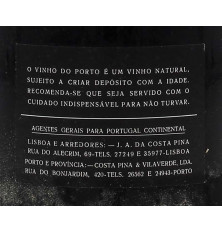 O VINHO DO PORTO É UM VINHO NATURAL,
SUJEITO A CRIAR DEPÓSITO COM A IDADE.
RECOMENDA-SE QUE SEJA SERVIDO COM O
CUIDADO INDISPENSÁVEL PARA NÃO TURVAR.
AGENTES GERAIS PARA PORTUGAL CONTINENTAL
LISBOA E ARREDORES: — J. A. DA COSTA PINA
RUA DO ALECRIM, 69-TELS. 27249 E 35977-LISBOA
PORTO E PROVÍNCIA: — COSTA PINA & VILAVERDE, LDA.
RUA DO BONJARDIM, 420-TELS. 26562 E 24943-PORTO